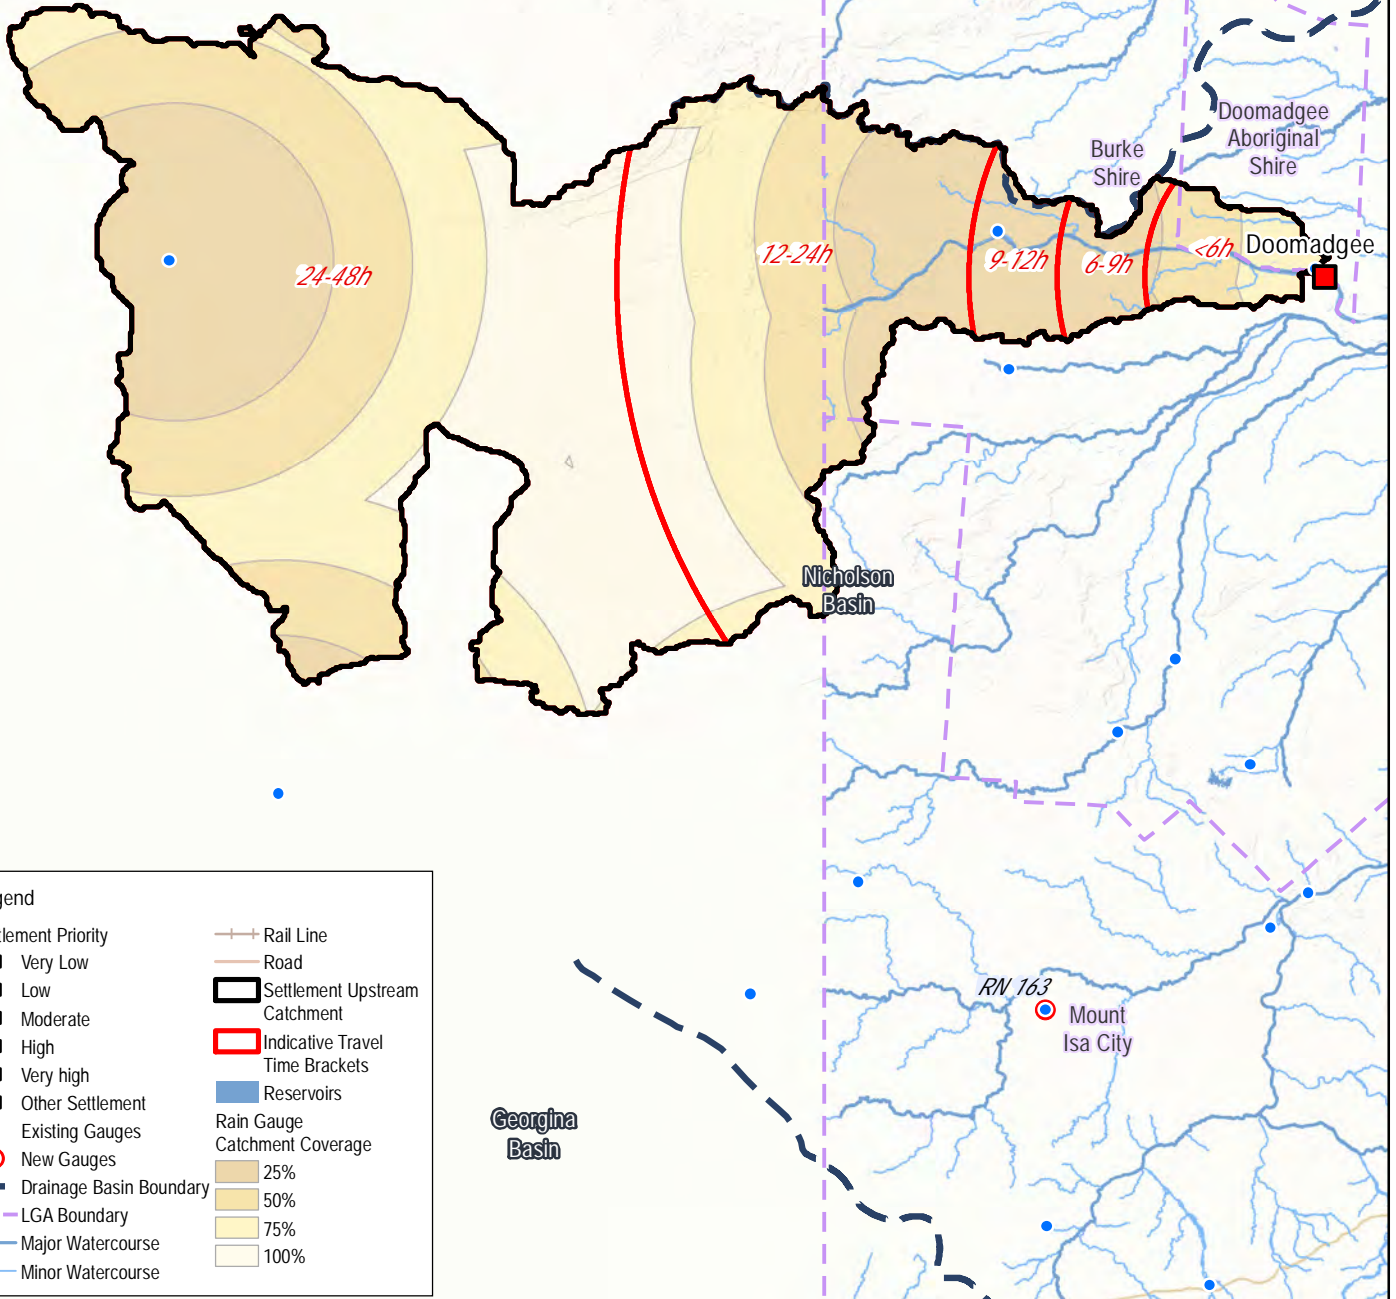 Doomadgee
Aboriginal
Shire
Burke
Shire
24-48h
12-24h
9-12h
6-9h
<6h
Doomadgee
Nicholson
Basin
RN 163
Mount
Isa City
Georgina
Basin
gend
tlement Priority
Very Low
Low
Moderate
High
Very high
Other Settlement
Existing Gauges
New Gauges
Drainage Basin Boundary
LGA Boundary
Major Watercourse
Minor Watercourse
Rail Line
Road
Settlement Upstream
Catchment
Indicative Travel
Time Brackets
Reservoirs
Rain Gauge
Catchment Coverage
25%
50%
75%
100%